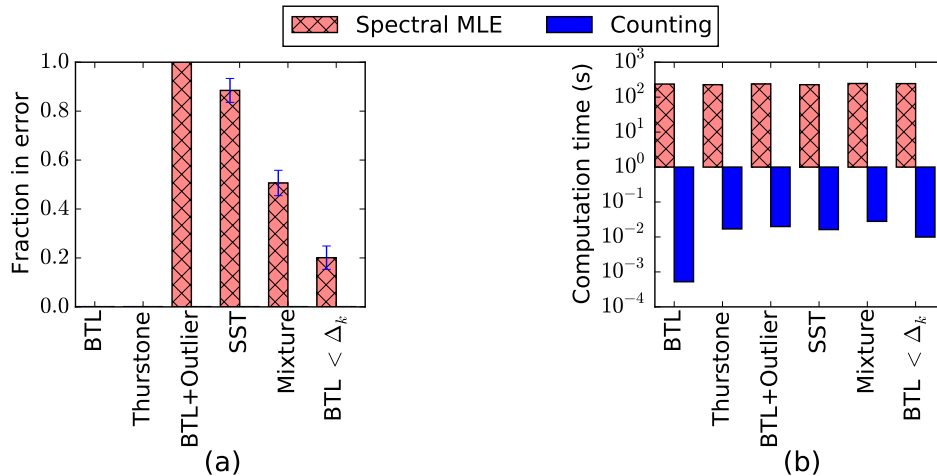 Spectral MLE
Counting
Fraction in error
1.0
0.8
0.6
0.4
0.2
0.0
BTL
Thurstone
BTL+Outlier
SST
Mixture
BTL < Δ_k
(a)
Computation time (s)
10^3
10^2
10^1
10^0
10^-1
10^-2
10^-3
10^-4
BTL
Thurstone
BTL+Outlier
SST
Mixture
BTL < Δ_k
(b)